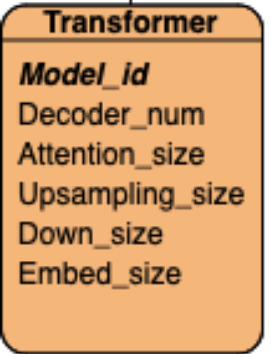 Transformer
Model_id
Decoder_num
Attention_size
Upsampling_size
Down_size
Embed_size